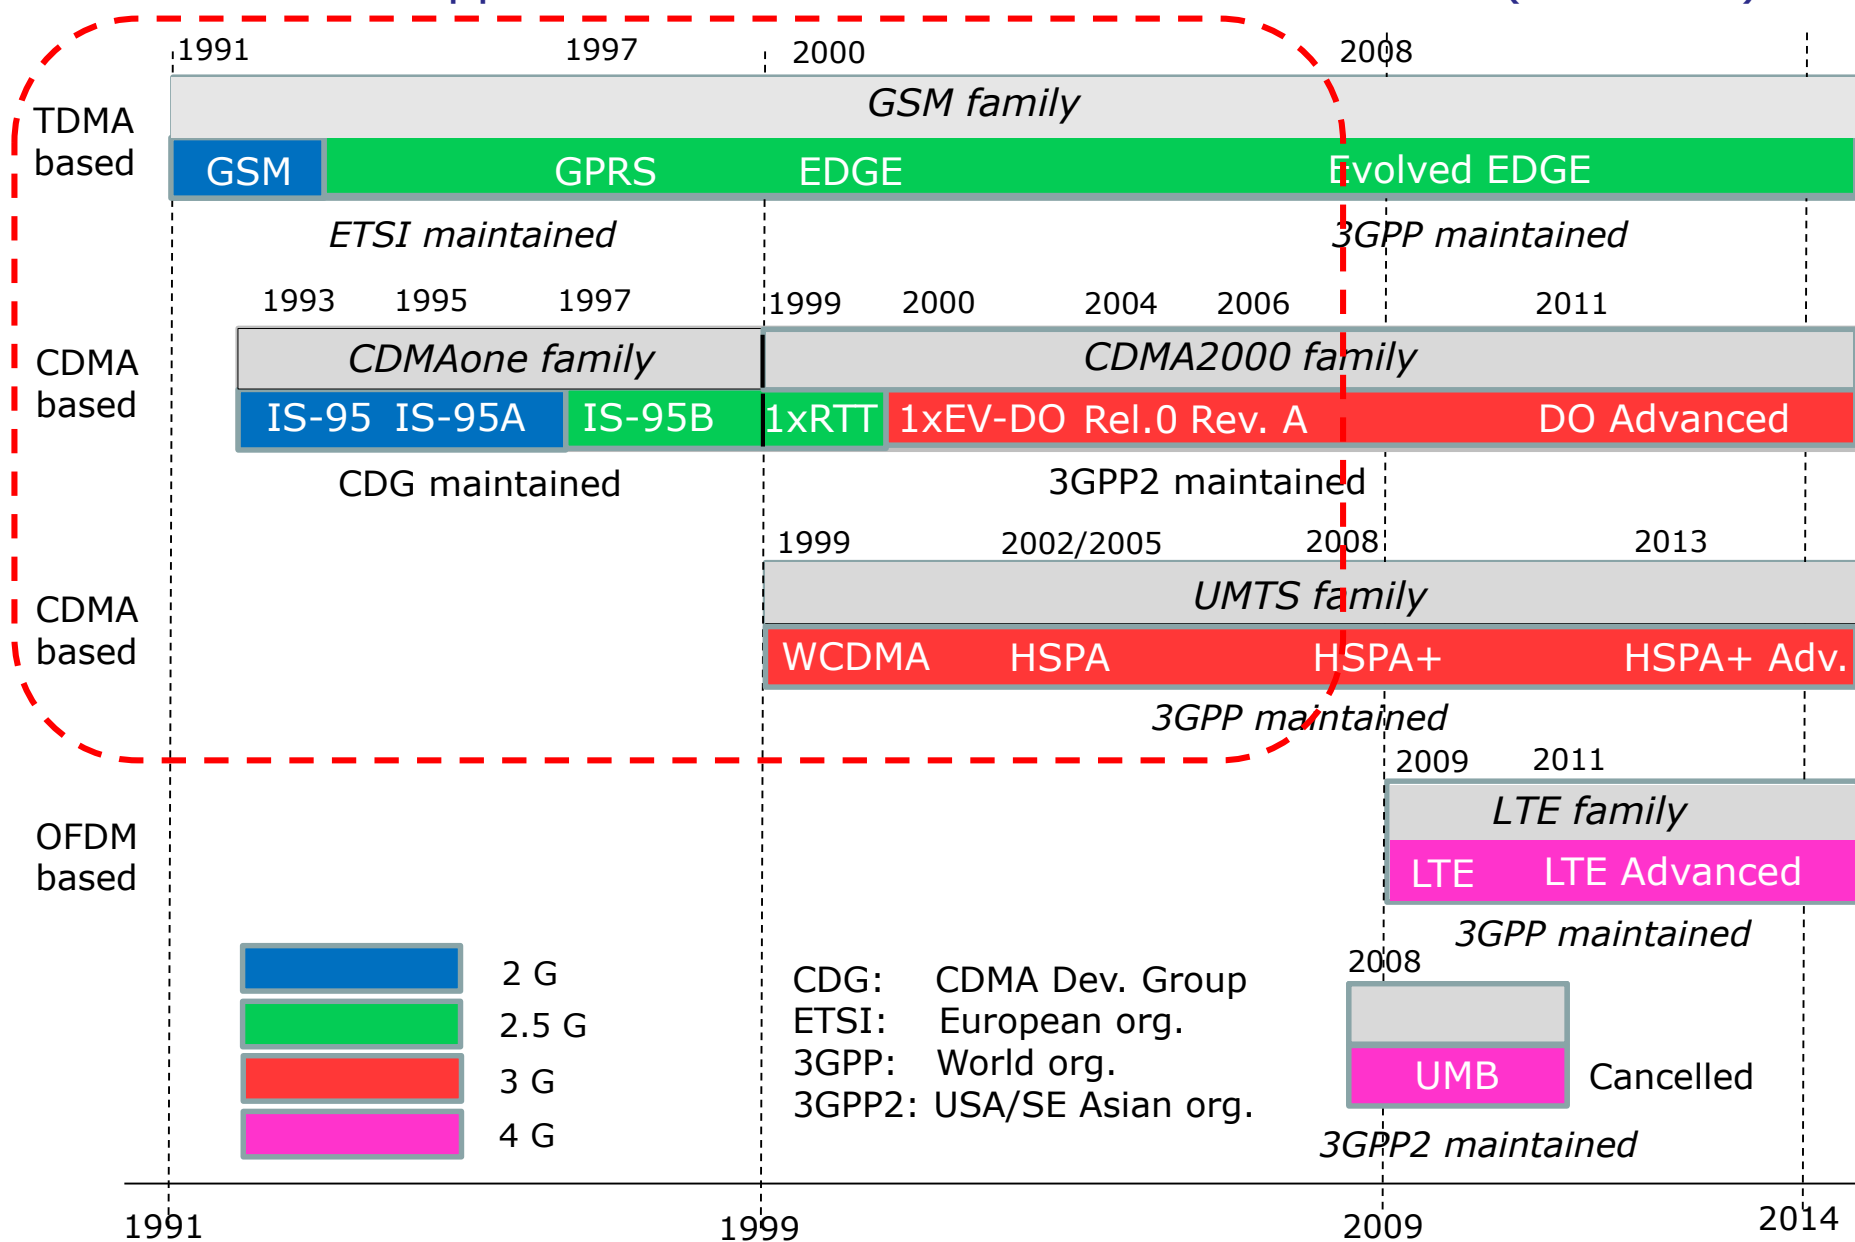 1991 1997 2000 2008
GSM family
TDMA
based
GSM GPRS EDGE Evolved EDGE
ETSI maintained 3GPP maintained
1993 1995 1997 1999 2000 2004 2006 2011
CDMAone family CDMA2000 family
CDMA
based
IS-95 IS-95A IS-95B 1xRTT 1xEV-DO Rel.0 Rev. A DO Advanced
CDG maintained 3GPP2 maintained
1999 2002/2005 2008 2013
UMTS family
CDMA
based
WCDMA HSPA HSPA+ HSPA+ Adv.
3GPP maintained
2009 2011
LTE family
OFDM
based
LTE LTE Advanced
3GPP maintained
2 G
2.5 G
3 G
4 G
CDG: CDMA Dev. Group
ETSI: European org.
3GPP: World org.
3GPP2: USA/SE Asian org.
2008
UMB Cancelled
3GPP2 maintained
1991 1999 2009 2014